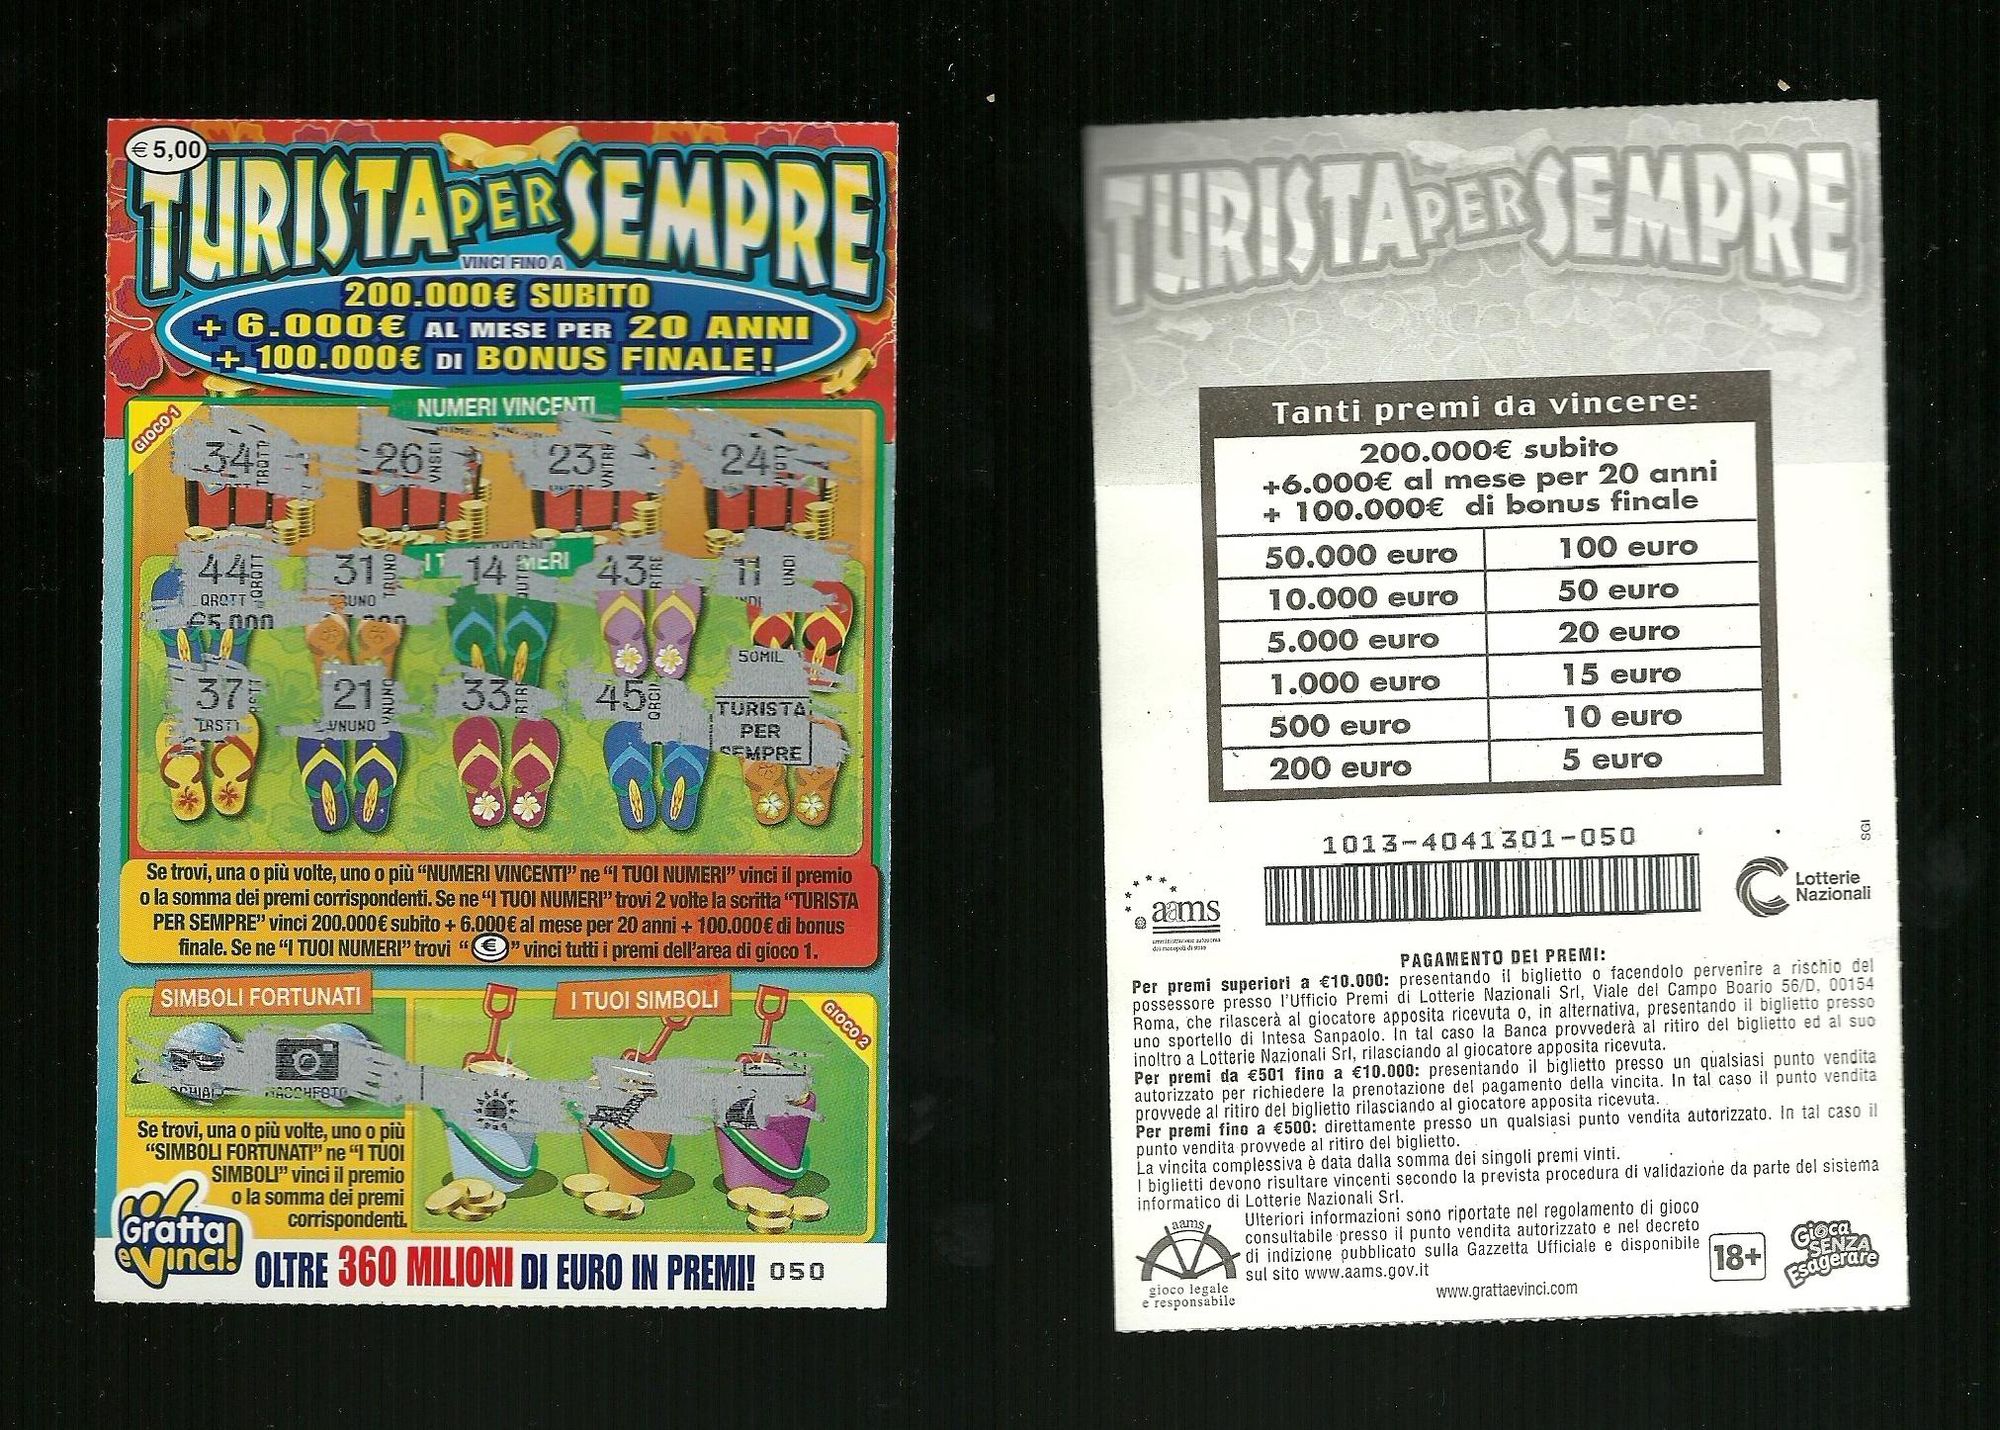 € 5,00
TURISTA PER SEMPRE
VINCI FINO A
200.000€ SUBITO
+ 6.000€ AL MESE PER 20 ANNI
+ 100.000€ DI BONUS FINALE!
GIOCO 1
NUMERI VINCENTI
34 TRQTT
26 VNSEI
23 VNTRE
24
44 QRQTT
31 TRUNO
14
43
11 UNDI
QRQTT
€5.000
37
21 VNUNO
33
45
50MIL
TURISTA
PER
SEMPRE
TRSTT
VNUNO
Se trovi, una o più volte, uno o più “NUMERI VINCENTI” ne “I TUOI NUMERI” vinci il premio
o la somma dei premi corrispondenti. Se ne “I TUOI NUMERI” trovi 2 volte la scritta “TURISTA
PER SEMPRE” vinci 200.000€ subito + 6.000€ al mese per 20 anni + 100.000€ di bonus
finale. Se ne “I TUOI NUMERI” trovi “€” vinci tutti i premi dell’area di gioco 1.
SIMBOLI FORTUNATI
I TUOI SIMBOLI
GIOCO 2
Se trovi, una o più volte, uno o più
“SIMBOLI FORTUNATI” ne “I TUOI
SIMBOLI” vinci il premio
o la somma dei premi
corrispondenti.
Gratta
e Vinci!
OLTRE 360 MILIONI DI EURO IN PREMI! 050
TURISTA PER SEMPRE
Tanti premi da vincere:
200.000€ subito
+6.000€ al mese per 20 anni
+ 100.000€ di bonus finale
50.000 euro 100 euro
10.000 euro 50 euro
5.000 euro 20 euro
1.000 euro 15 euro
500 euro 10 euro
200 euro 5 euro
SGI
1013-4041301-050
aams
amministrazione autonoma
dei monopoli di stato
Lotterie
Nazionali
PAGAMENTO DEI PREMI:
Per premi superiori a €10.000: presentando il biglietto o facendolo pervenire a rischio del
possessore presso l’Ufficio Premi di Lotterie Nazionali Srl, Viale del Campo Boario 56/D, 00154
Roma, che rilascerà al giocatore apposita ricevuta o, in alternativa, presentando il biglietto presso
uno sportello di Intesa Sanpaolo. In tal caso la Banca provvederà al ritiro del biglietto ed al suo
inoltro a Lotterie Nazionali Srl, rilasciando al giocatore apposita ricevuta.
Per premi da €501 fino a €10.000: presentando il biglietto presso un qualsiasi punto vendita
autorizzato per richiedere la prenotazione del pagamento della vincita. In tal caso il punto vendita
provvede al ritiro del biglietto rilasciando al giocatore apposita ricevuta.
Per premi fino a €500: direttamente presso un qualsiasi punto vendita autorizzato. In tal caso il
punto vendita provvede al ritiro del biglietto.
La vincita complessiva è data dalla somma dei singoli premi vinti.
I biglietti devono risultare vincenti secondo la prevista procedura di validazione da parte del sistema
informatico di Lotterie Nazionali Srl.
Ulteriori informazioni sono riportate nel regolamento di gioco
consultabile presso il punto vendita autorizzato e nel decreto
di indizione pubblicato sulla Gazzetta Ufficiale e disponibile
sul sito www.aams.gov.it
aams
gioco legale
e responsabile
www.grattaevinci.com
18+
Gioca
SENZA
Esagerare